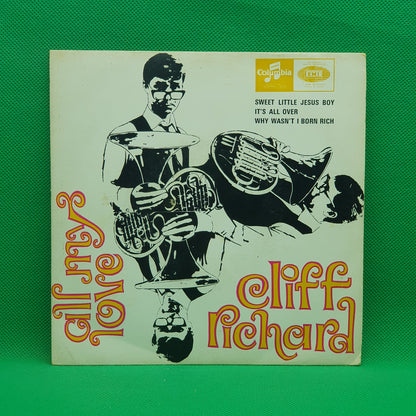 Columbia
EMI
SWEET LITTLE JESUS BOY
IT'S ALL OVER
WHY WASN'T I BORN RICH
all my
love
cliff
richard